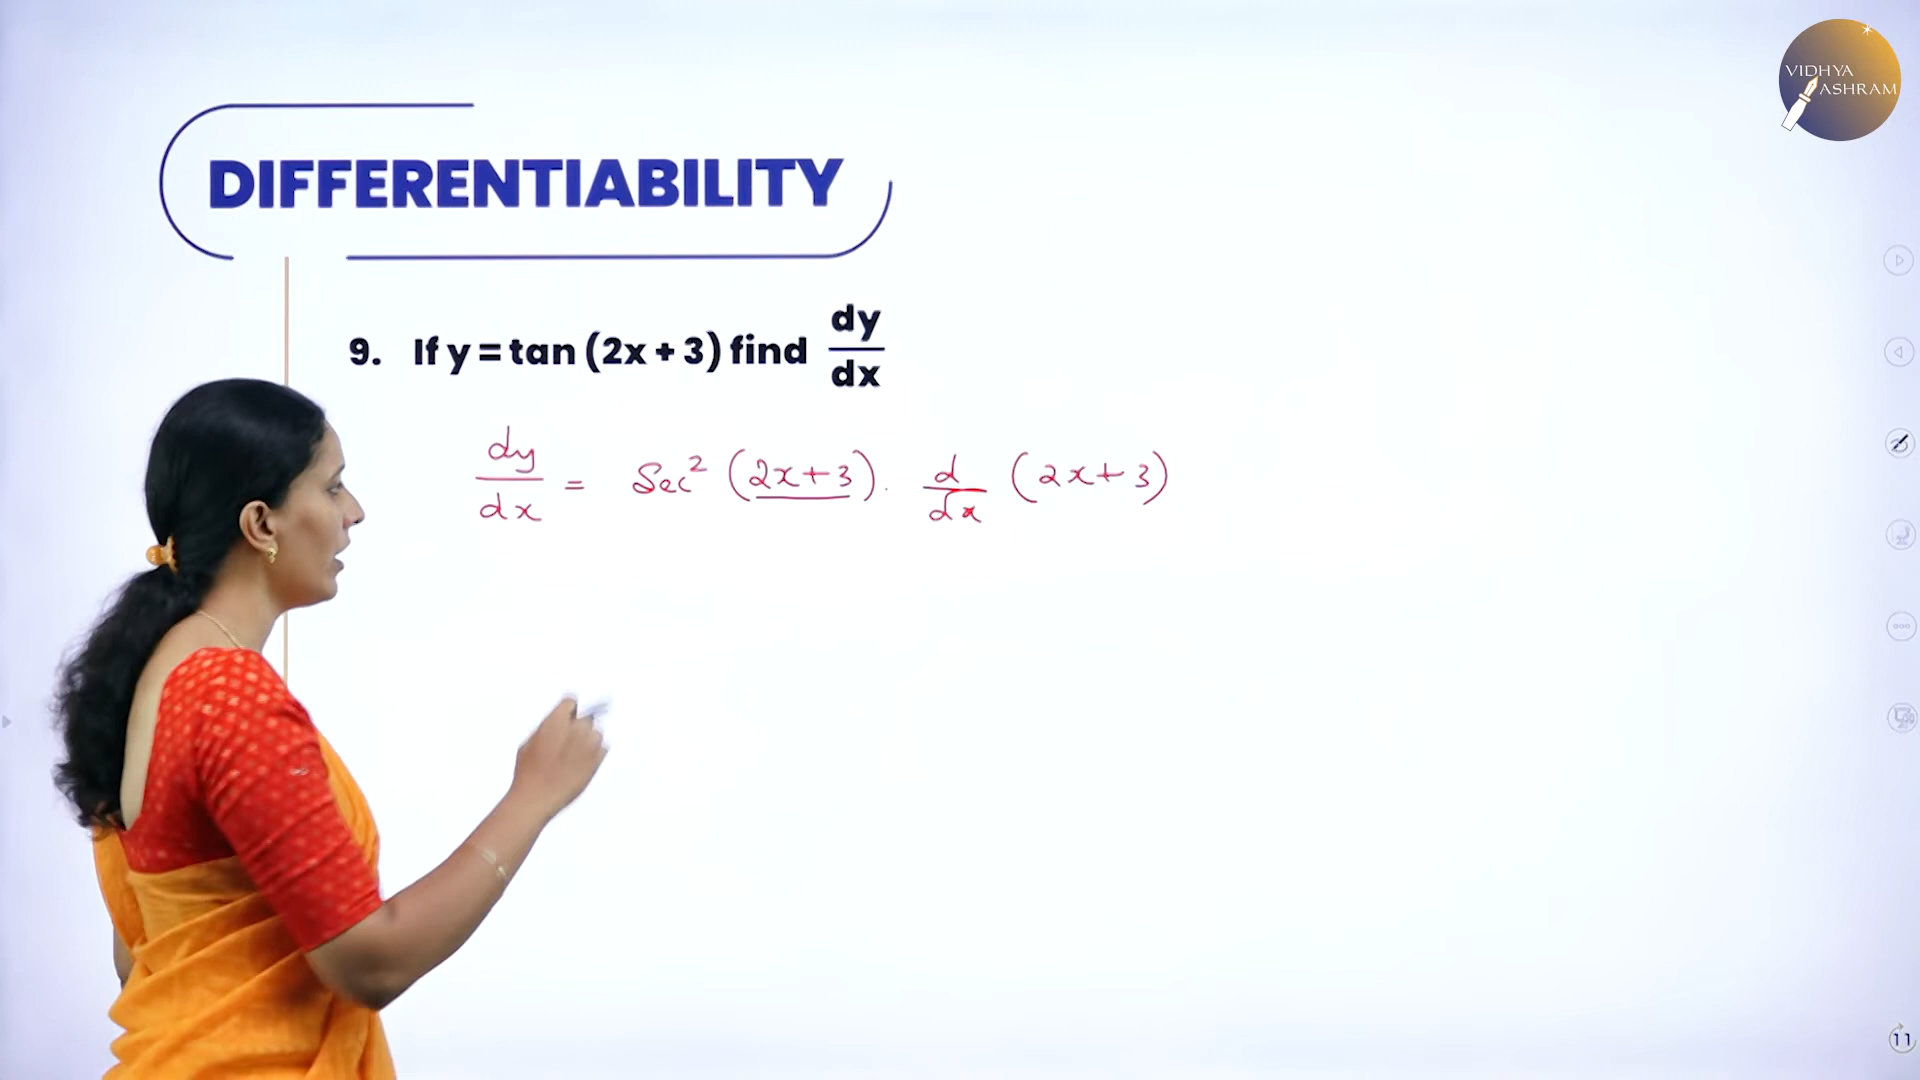 VIDHYA
ASHRAM
DIFFERENTIABILITY
9. If y = tan (2x + 3) find dy/dx
dy/dx = Sec² (2x+3). d/dx (2x+3)
11